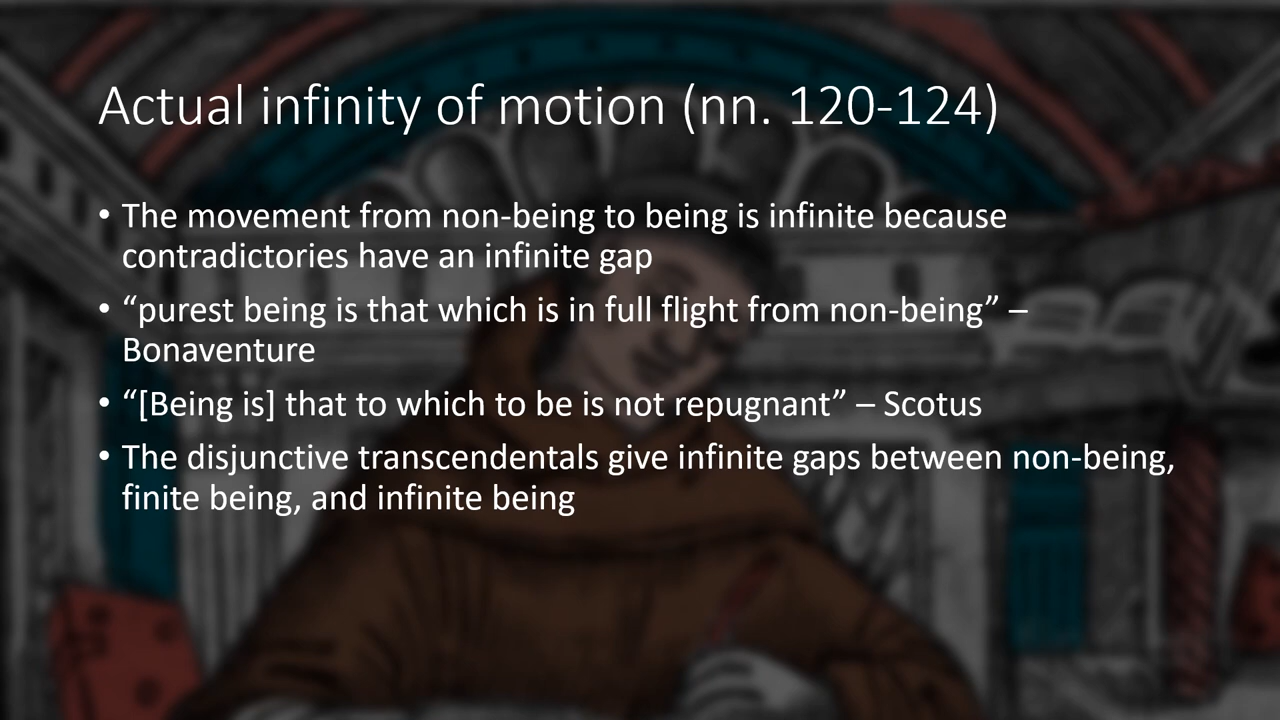 Actual infinity of motion (nn. 120-124)
• The movement from non-being to being is infinite because
contradictories have an infinite gap
• “purest being is that which is in full flight from non-being” –
Bonaventure
• “[Being is] that to which to be is not repugnant” – Scotus
• The disjunctive transcendentals give infinite gaps between non-being,
finite being, and infinite being